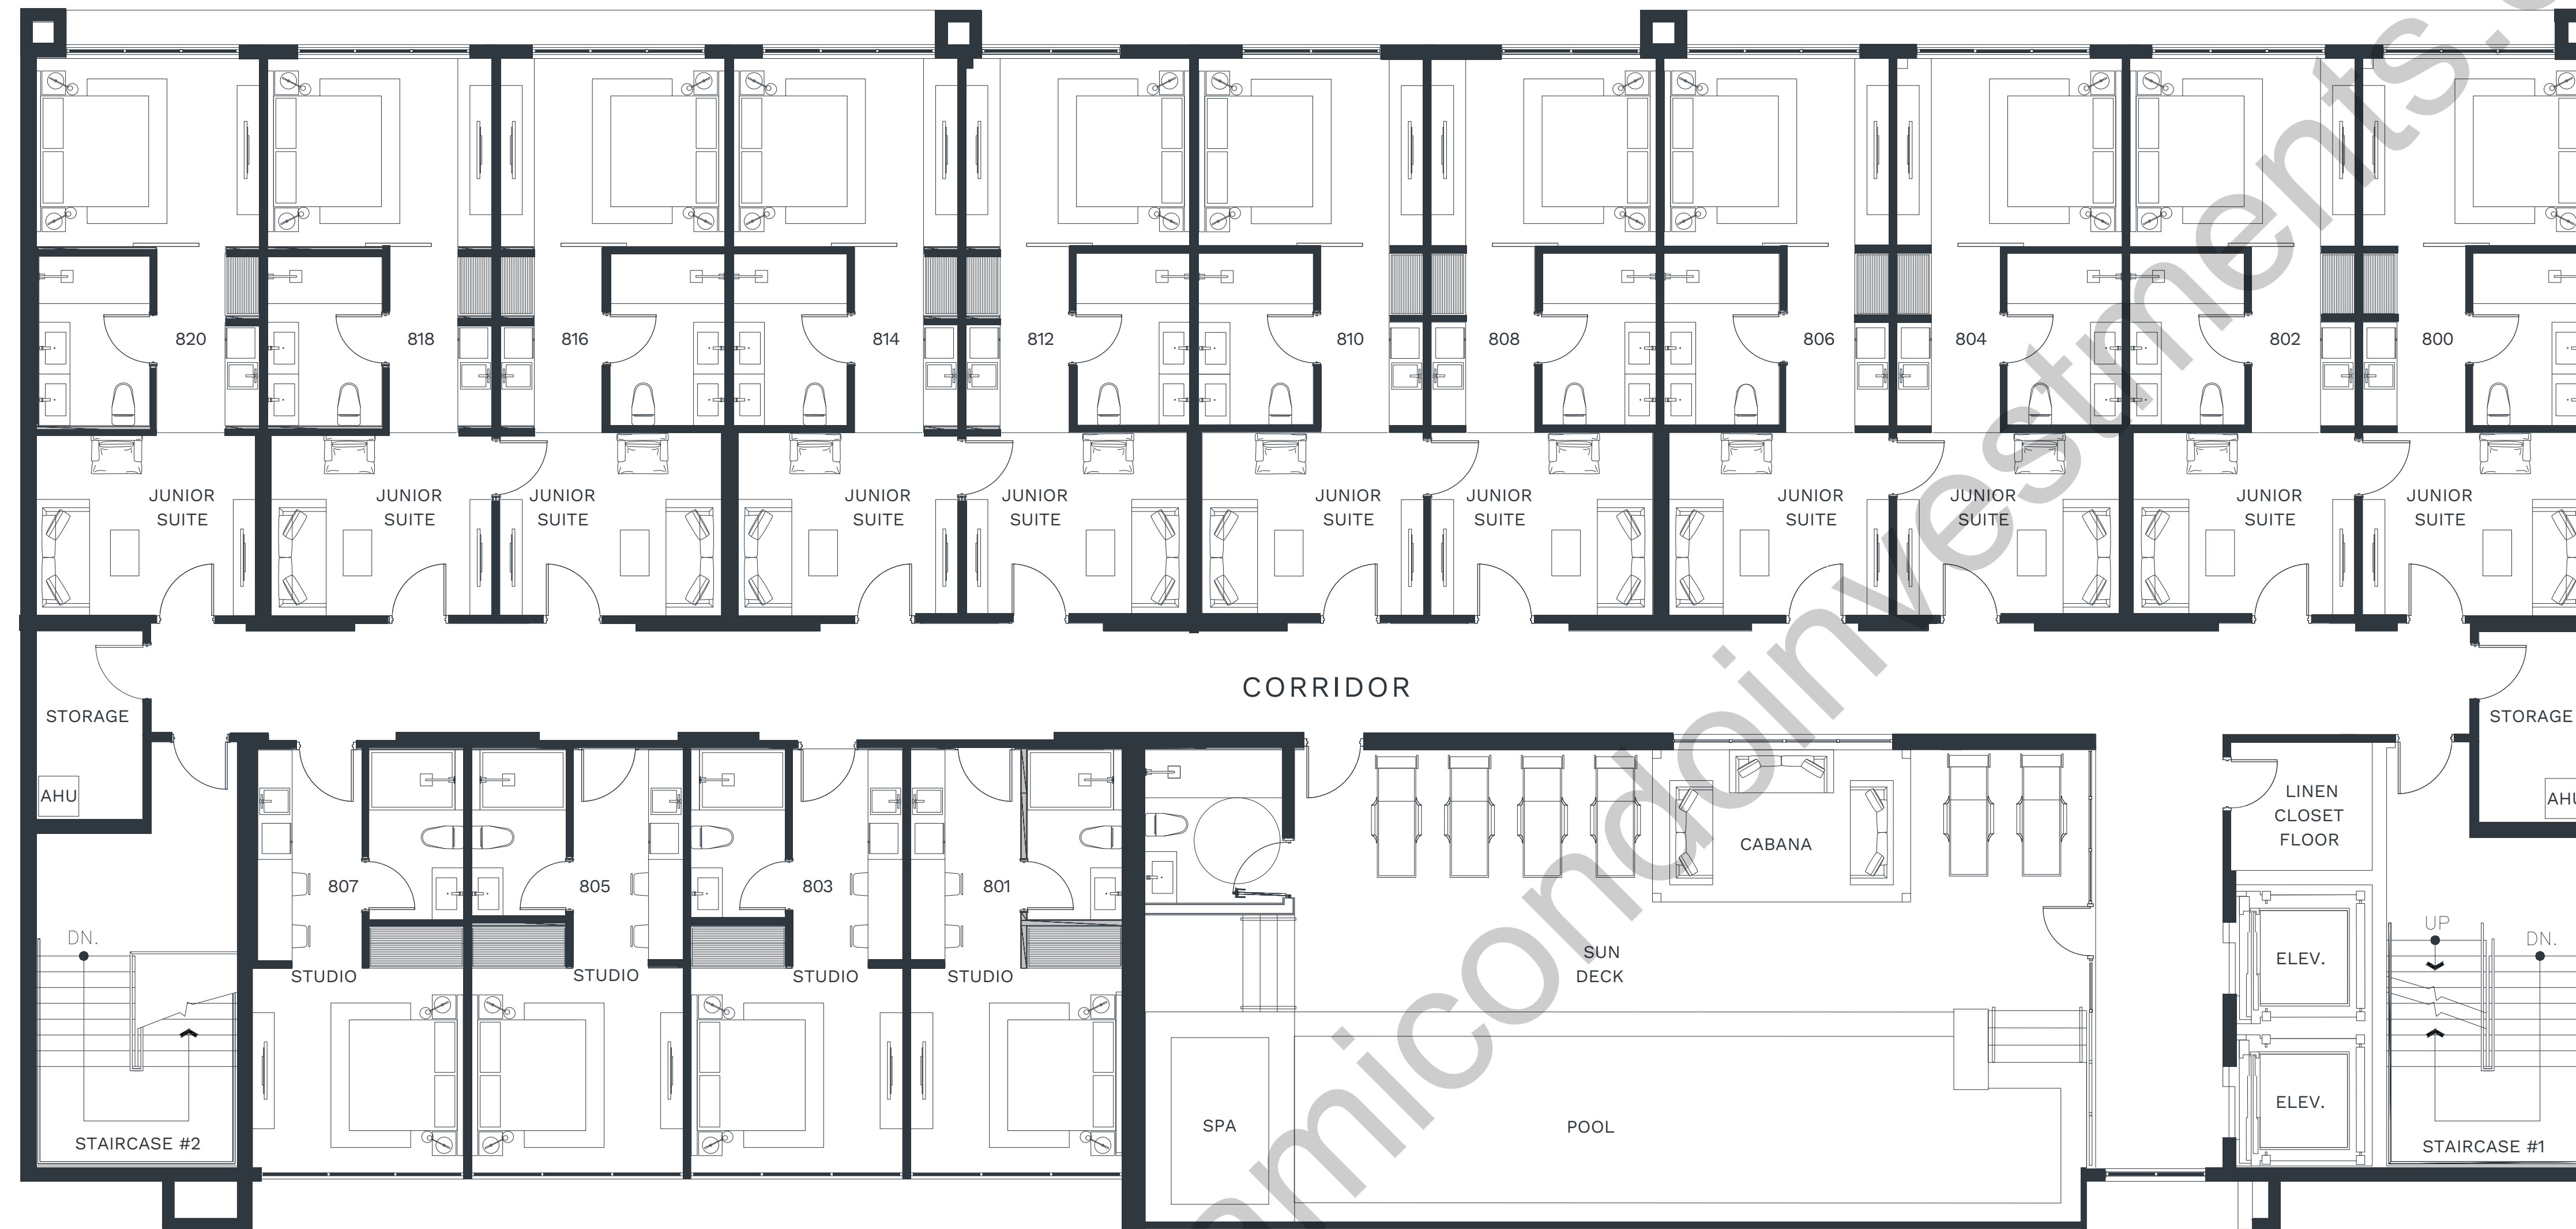 820
818
816
814
812
810
808
806
804
802
800
JUNIOR
SUITE
JUNIOR
SUITE
JUNIOR
SUITE
JUNIOR
SUITE
JUNIOR
SUITE
JUNIOR
SUITE
JUNIOR
SUITE
JUNIOR
SUITE
JUNIOR
SUITE
JUNIOR
SUITE
JUNIOR
SUITE
CORRIDOR
STORAGE
STORAGE
AHU
AHU
LINEN
CLOSET
FLOOR
CABANA
807
805
803
801
DN.
UP
DN.
STUDIO
STUDIO
STUDIO
STUDIO
SUN
DECK
ELEV.
ELEV.
SPA
POOL
STAIRCASE #2
STAIRCASE #1
amicondoinvestments.